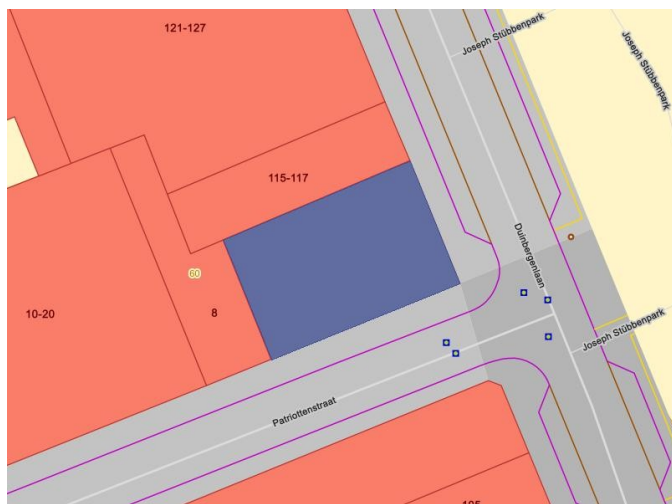 121-127
Joseph Stübbenpark
Joseph Stübbenpark
115-117
Duinbergenlaan
60
8
10-20
Joseph Stübbenpark
Patriottenstraat
105